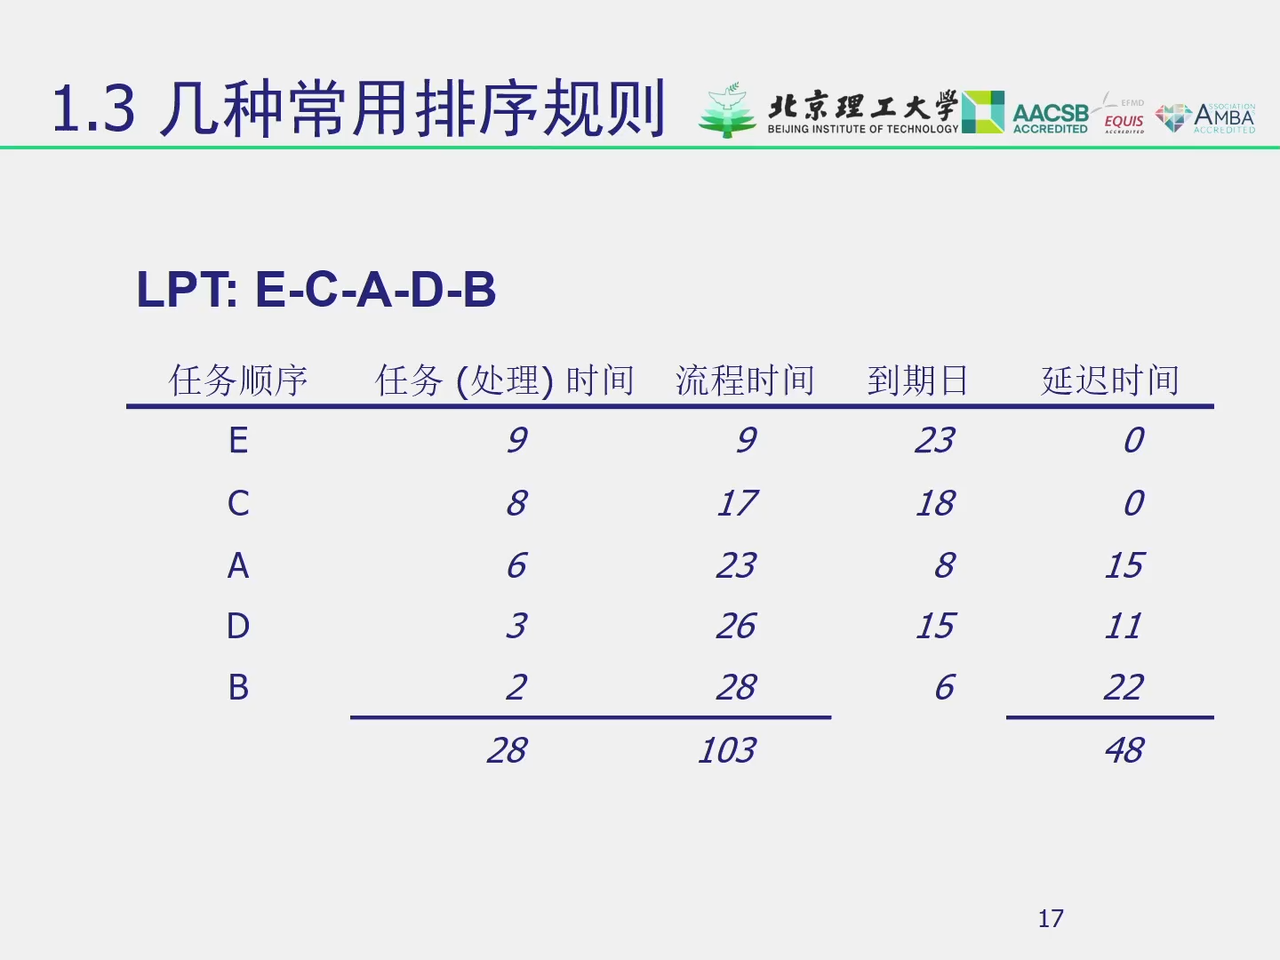 1.3 几种常用排序规则
北京理工大学
BEIJING INSTITUTE OF TECHNOLOGY
AACSB
ACCREDITED
EFMD
EQUIS
ACCREDITED
ASSOCIATION
AMBA
ACCREDITED
LPT: E-C-A-D-B
任务顺序 任务 (处理) 时间 流程时间 到期日 延迟时间
E 9 9 23 0
C 8 17 18 0
A 6 23 8 15
D 3 26 15 11
B 2 28 6 22
28 103 48
17